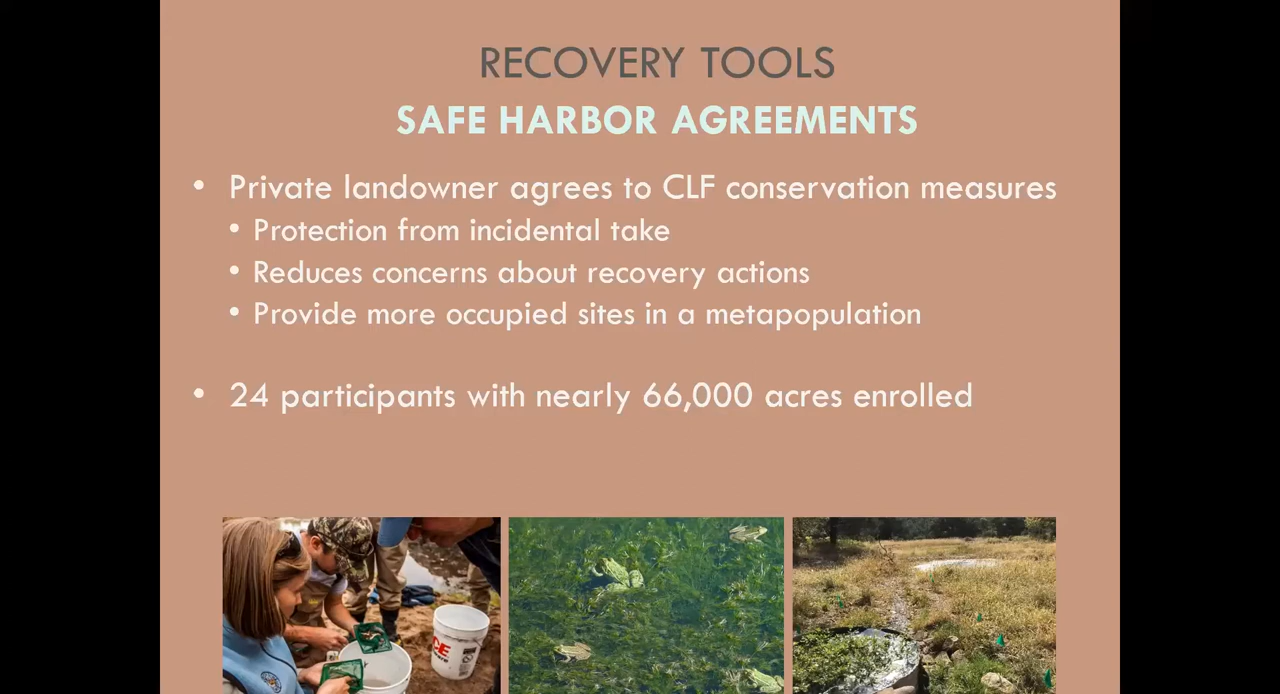 RECOVERY TOOLS
SAFE HARBOR AGREEMENTS
• Private landowner agrees to CLF conservation measures
• Protection from incidental take
• Reduces concerns about recovery actions
• Provide more occupied sites in a metapopulation
• 24 participants with nearly 66,000 acres enrolled